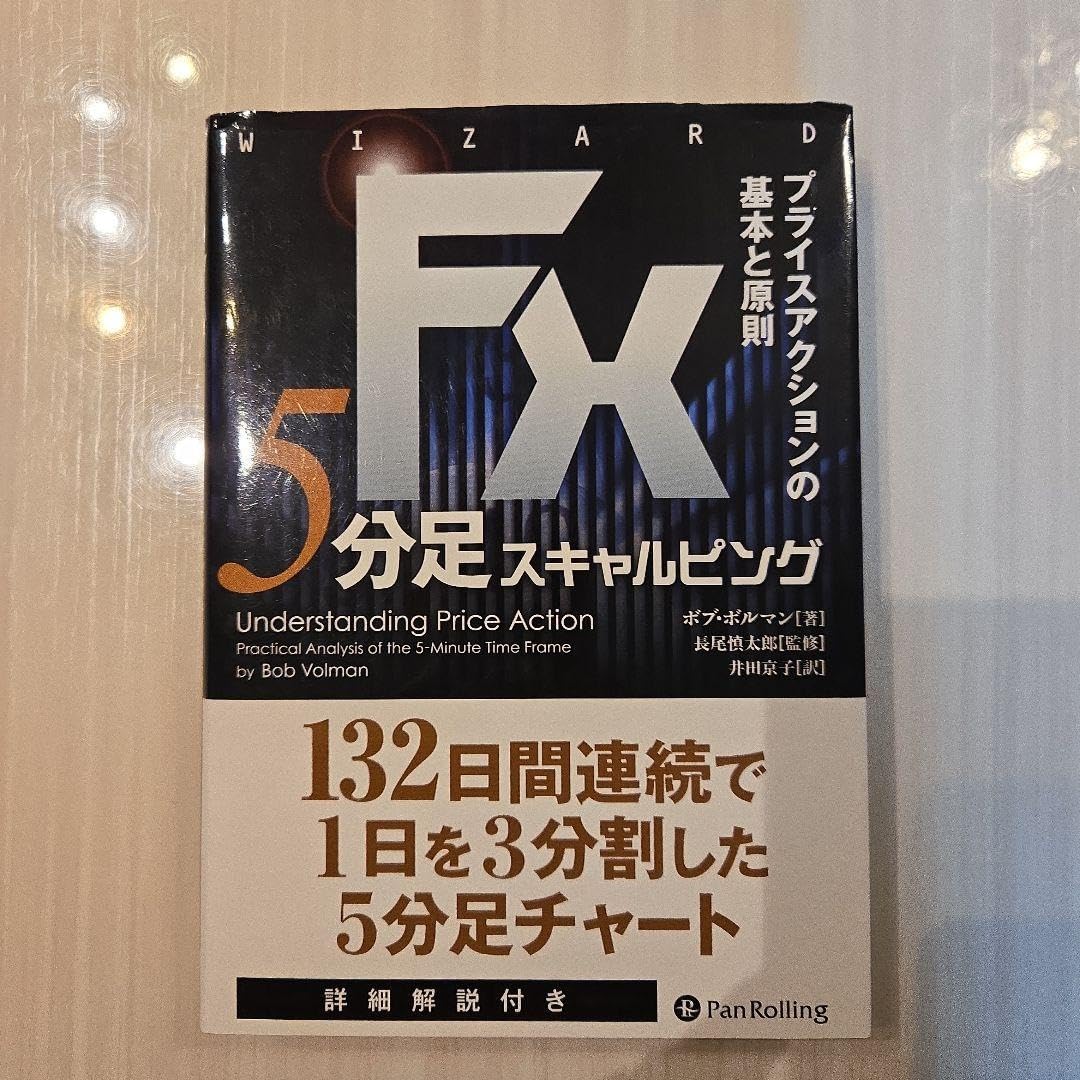 WIZARD
プライスアクションの
基本と原則
FX
5分足スキャルピング
Understanding Price Action
Practical Analysis of the 5-Minute Time Frame
by Bob Volman
ボブ・ボルマン[著]
長尾慎太郎[監修]
井田京子[訳]
132日間連続で
1日を3分割した
5分足チャート
詳細解説付き
PR PanRolling